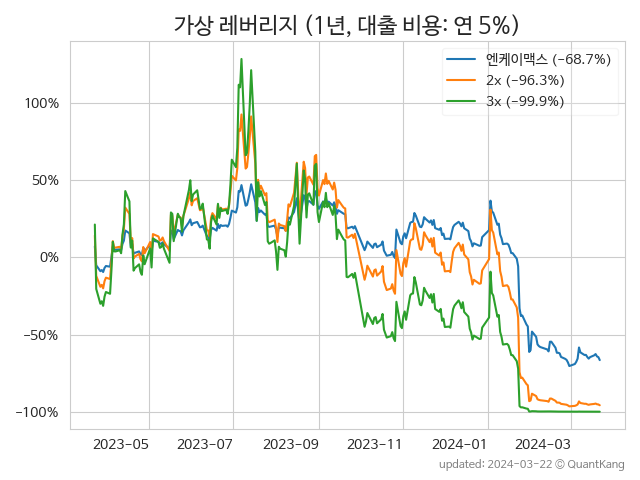 가상 레버리지 (1년, 대출 비용: 연 5%)
엔케이맥스 (−68.7%)
2x (−96.3%)
3x (−99.9%)
100%
50%
0%
−50%
−100%
2023-05 2023-07 2023-09 2023-11 2024-01 2024-03
updated: 2024-03-22 © QuantKang